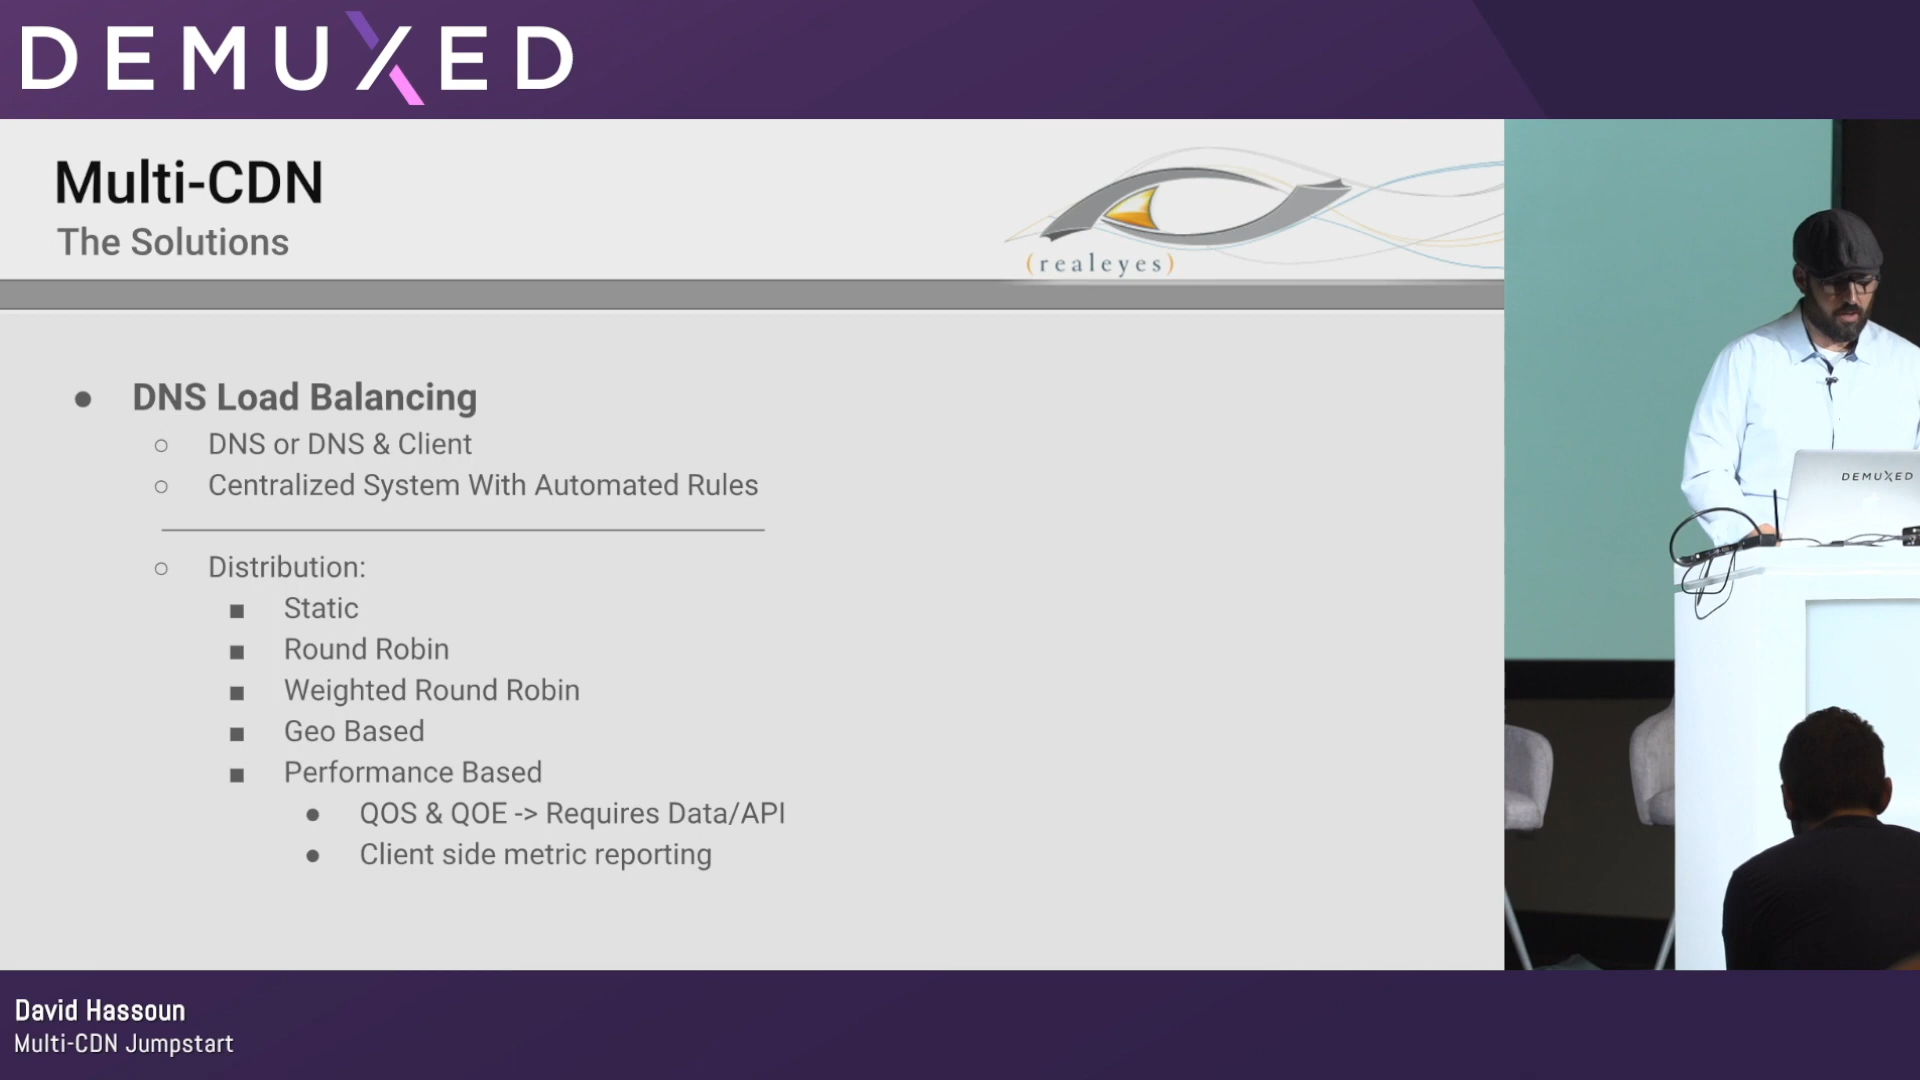 DEMUXED
Multi-CDN
The Solutions
(realeyes)
● DNS Load Balancing
○ DNS or DNS & Client
○ Centralized System With Automated Rules
○ Distribution:
■ Static
■ Round Robin
■ Weighted Round Robin
■ Geo Based
■ Performance Based
● QOS & QOE -> Requires Data/API
● Client side metric reporting
DEMUXED
David Hassoun
Multi-CDN Jumpstart